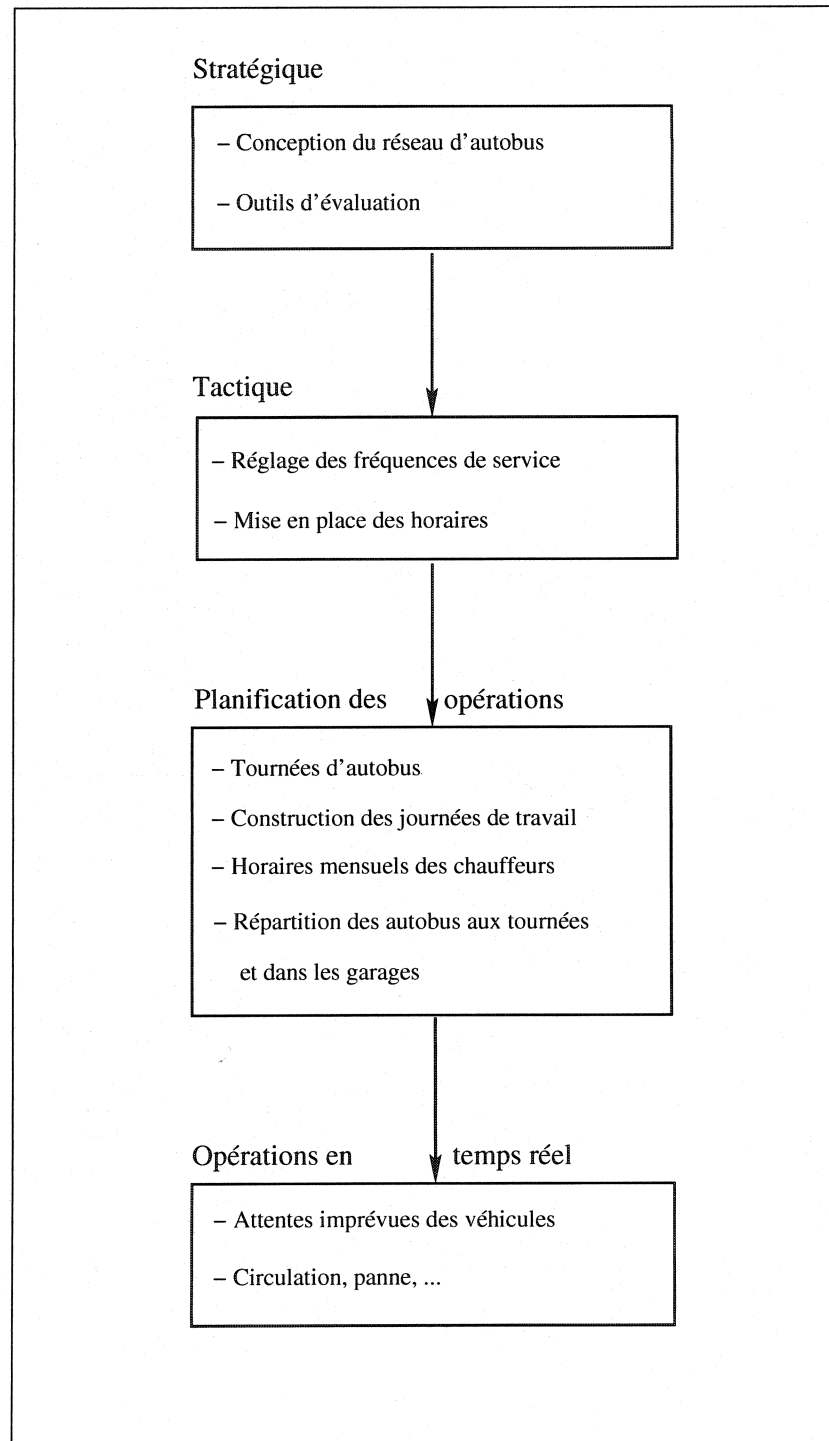 Stratégique
– Conception du réseau d'autobus
– Outils d'évaluation
Tactique
– Réglage des fréquences de service
– Mise en place des horaires
Planification des opérations
– Tournées d'autobus
– Construction des journées de travail
– Horaires mensuels des chauffeurs
– Répartition des autobus aux tournées
et dans les garages
Opérations en temps réel
– Attentes imprévues des véhicules
– Circulation, panne, ...